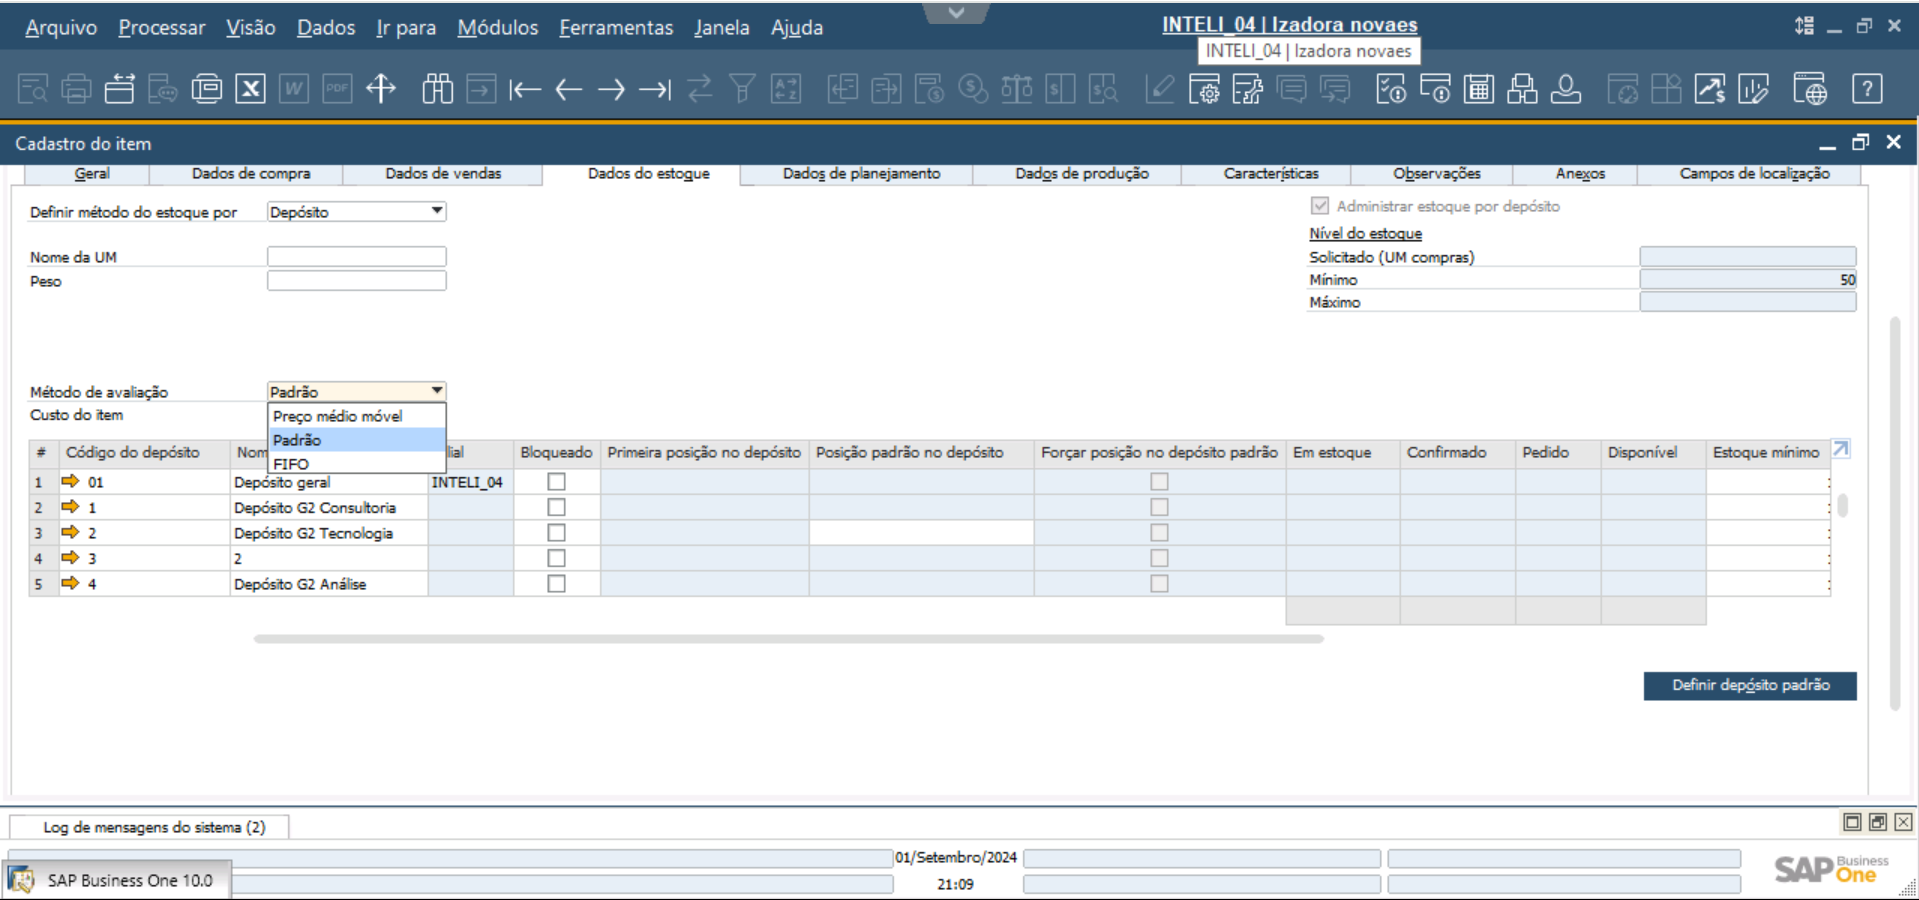 Arquivo Processar Visão Dados Ir para Módulos Ferramentas Janela Ajuda
INTELI_04 | Izadora novaes
INTELI_04 | Izadora novaes
Cadastro do item
Geral Dados de compra Dados de vendas Dados do estoque Dados de planejamento Dados de produção Características Observações Anexos Campos de localização
Definir método do estoque por Depósito
Administrar estoque por depósito
Nível do estoque
Nome da UM
Solicitado (UM compras)
Peso
Mínimo 50
Máximo
Método de avaliação Padrão
Custo do item
Preço médio móvel
Padrão
FIFO
# Código do depósito Bloqueado Primeira posição no depósito Posição padrão no depósito Forçar posição no depósito padrão Em estoque Confirmado Pedido Disponível Estoque mínimo
1 01 Depósito geral INTELI_04
2 1 Depósito G2 Consultoria
3 2 Depósito G2 Tecnologia
4 3 2
5 4 Depósito G2 Análise
Definir depósito padrão
Log de mensagens do sistema (2)
01/Setembro/2024
21:09
SAP Business One 10.0
SAP Business One